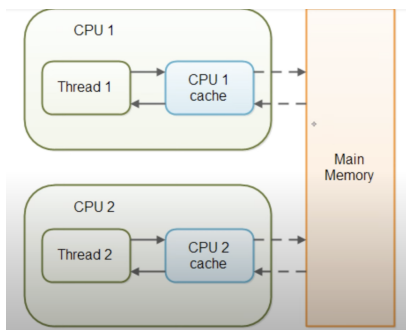 CPU 1
Thread 1
CPU 1
cache
Main
Memory
CPU 2
Thread 2
CPU 2
cache